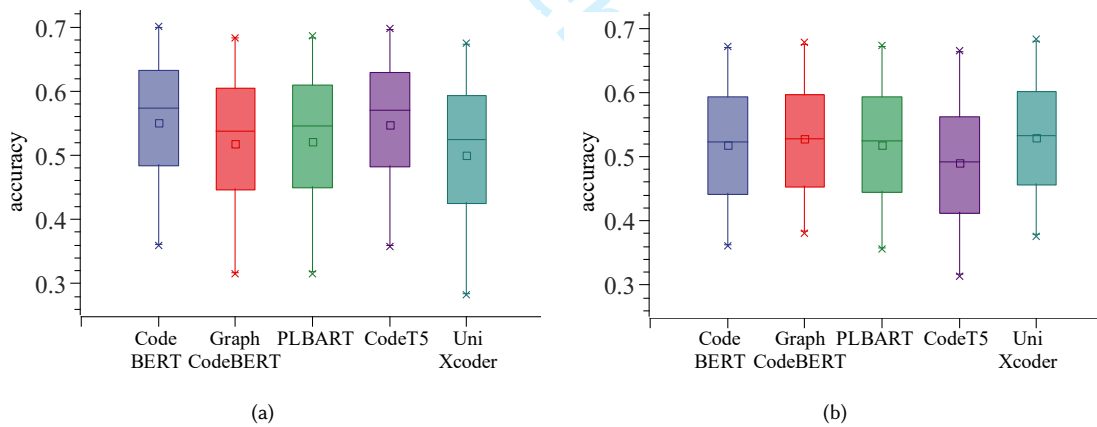 0.7
0.6
0.5
0.4
0.3
accuracy
Code
BERT
Graph
CodeBERT
PLBART
CodeT5
Uni
Xcoder
(a)
0.7
0.6
0.5
0.4
0.3
accuracy
Code
BERT
Graph
CodeBERT
PLBART
CodeT5
Uni
Xcoder
(b)